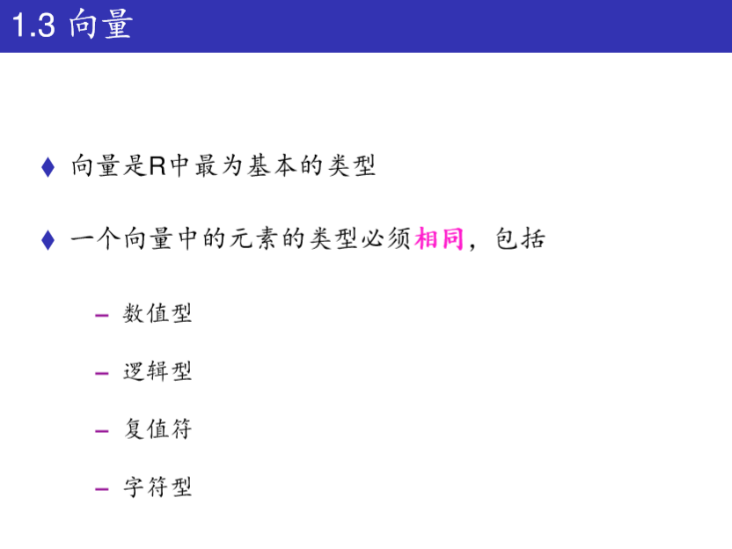 1.3 向量
向量是R中最为基本的类型
一个向量中的元素的类型必须相同，包括
– 数值型
– 逻辑型
– 复值符
– 字符型